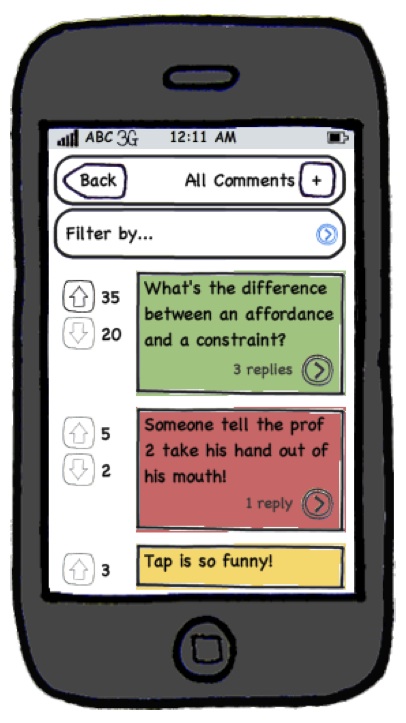 ABC 3G 12:11 AM
Back All Comments +
Filter by...
35
20
What's the difference
between an affordance
and a constraint?
3 replies
5
2
Someone tell the prof
2 take his hand out of
his mouth!
1 reply
3
Tap is so funny!